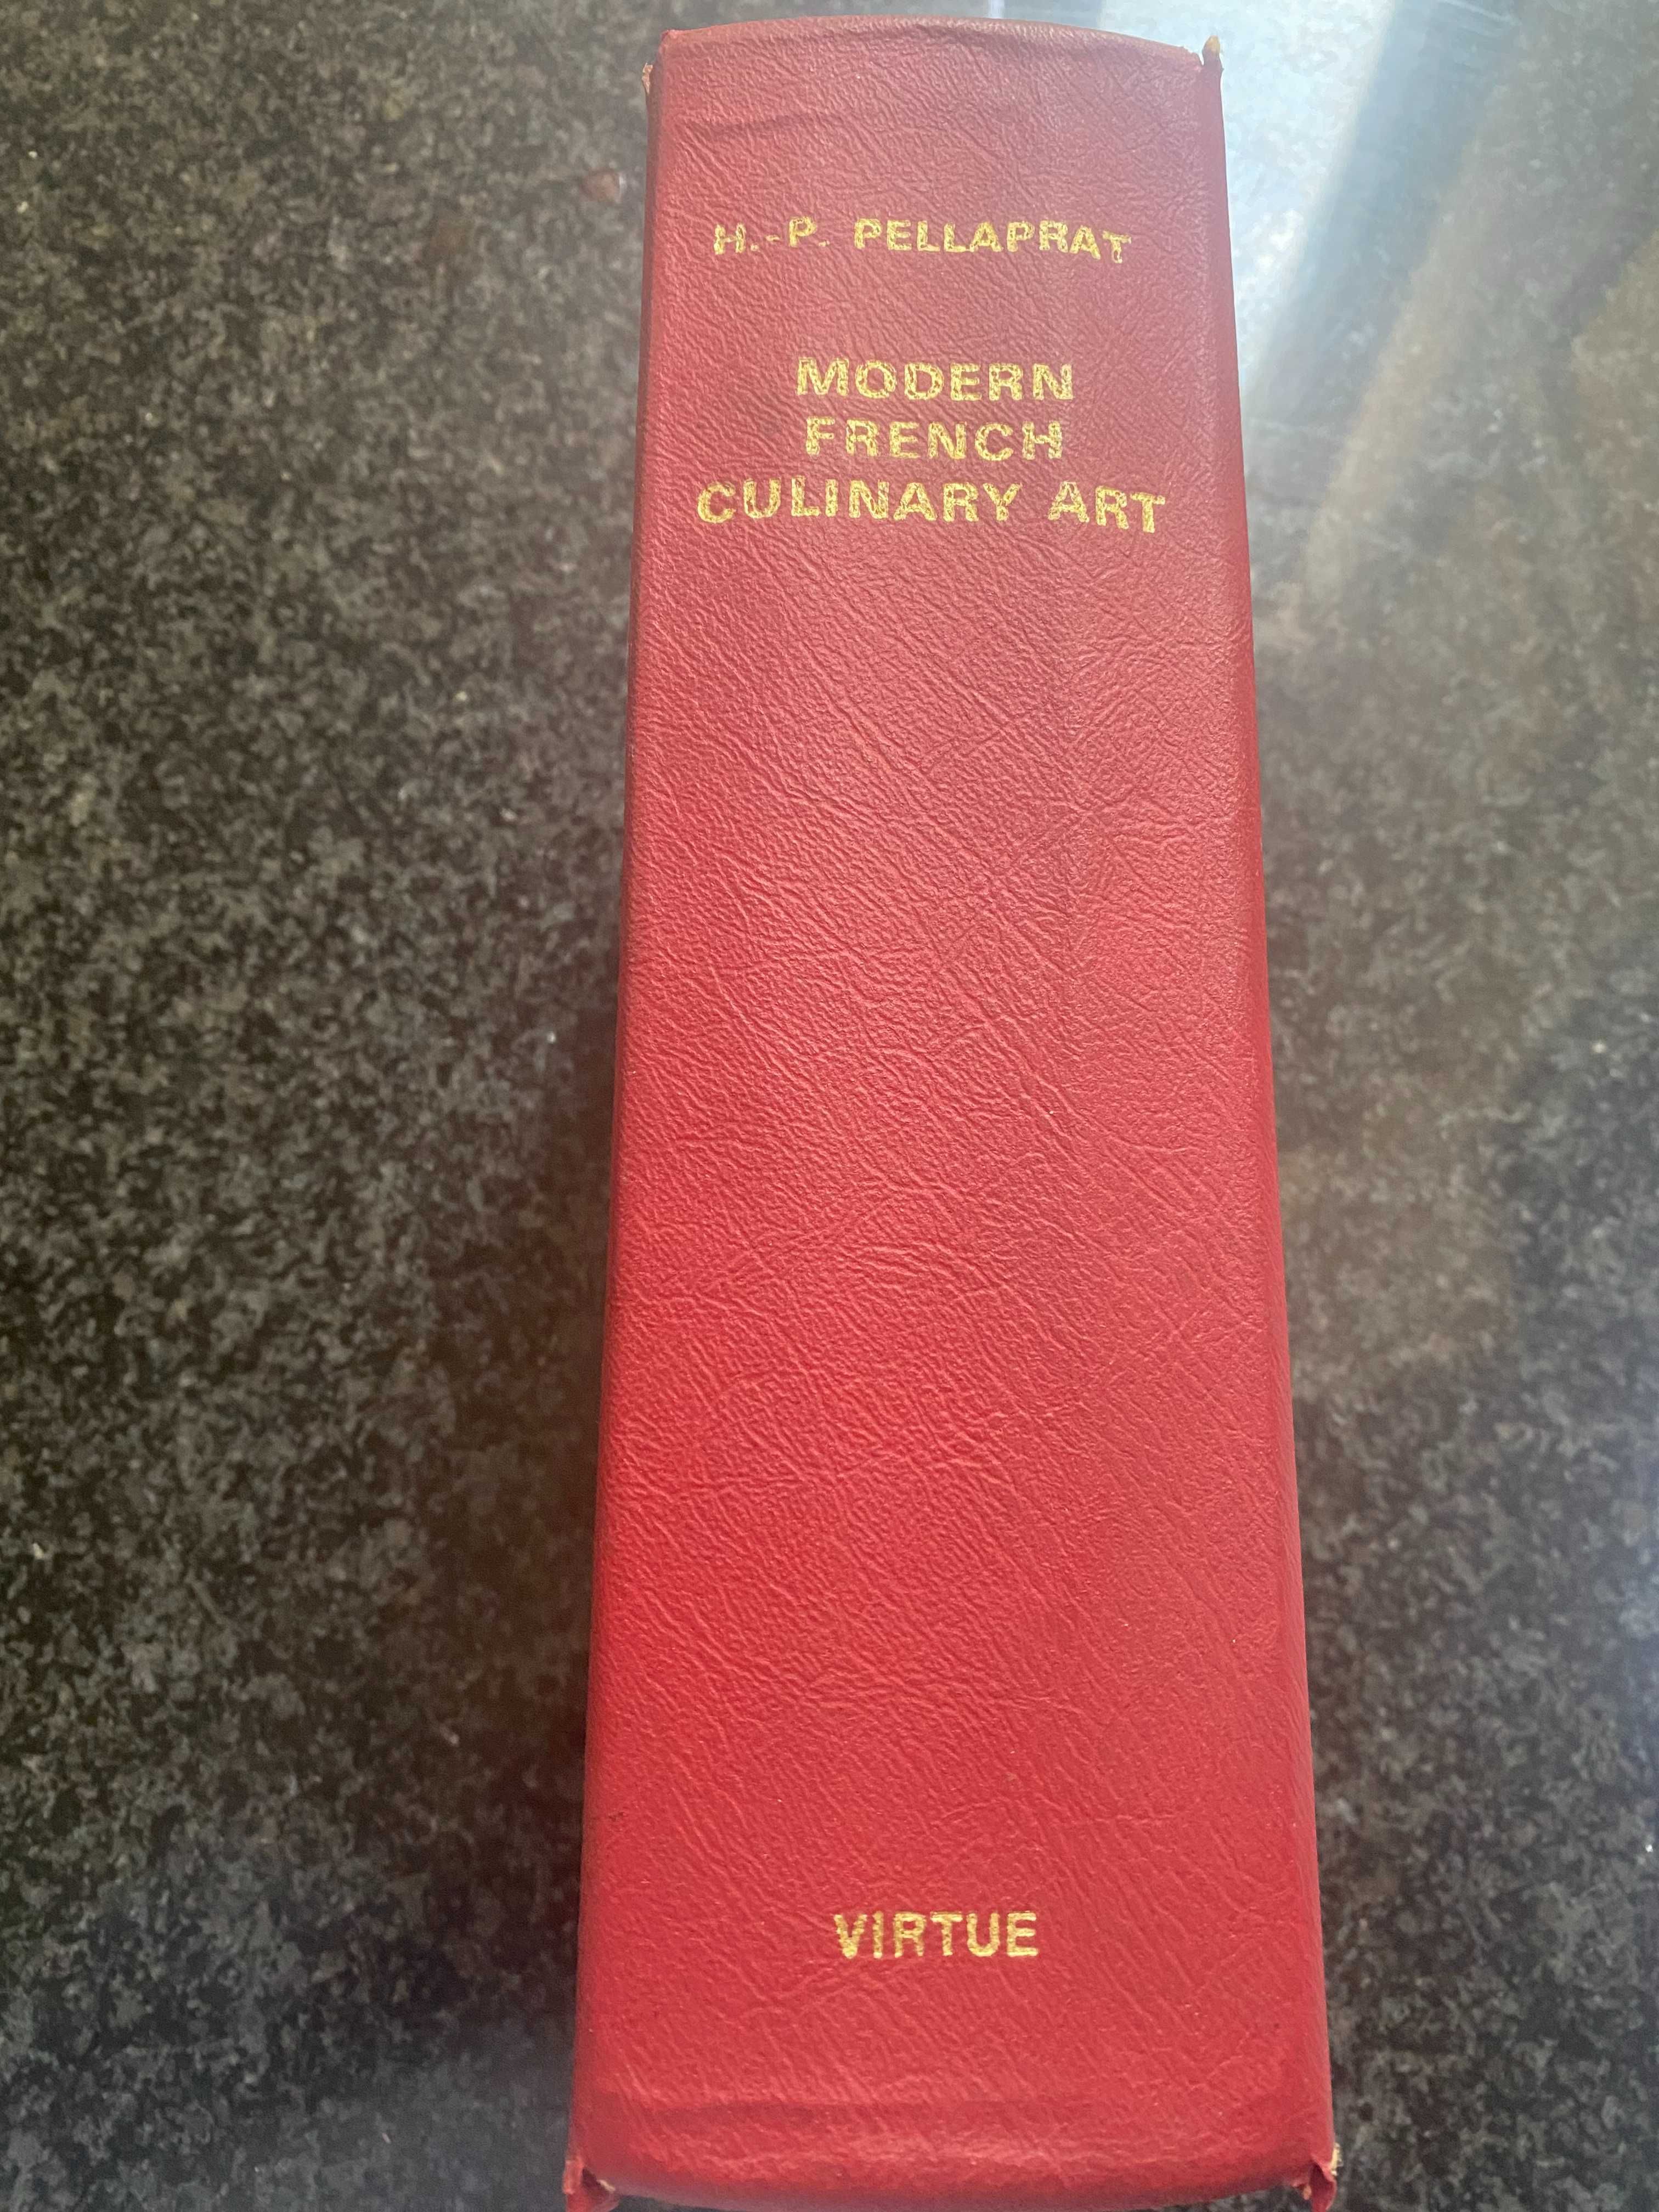 H.-P. PELLAPRAT
MODERN
FRENCH
CULINARY ART
VIRTUE